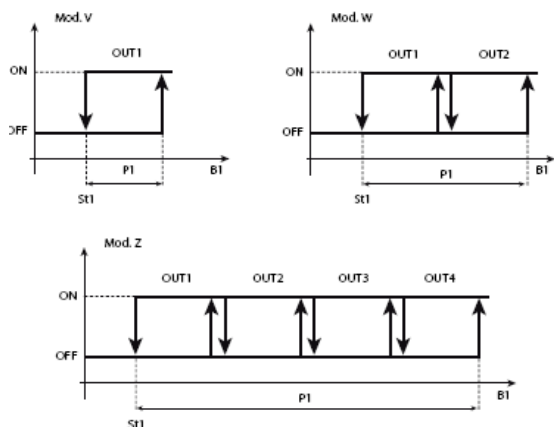 Mod. V
OUT1
ON
OFF
P1
B1
St1
Mod. W
OUT1 OUT2
ON
OFF
P1
B1
St1
Mod. Z
OUT1 OUT2 OUT3 OUT4
ON
OFF
P1
B1
St1